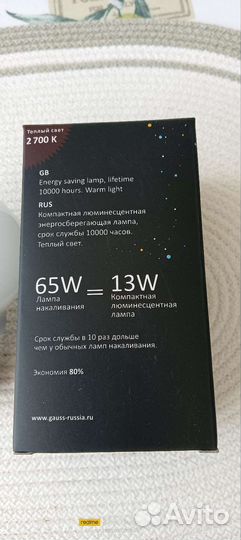 Теплый свет
2 700 K
GB
Energy saving lamp, lifetime
10000 hours. Warm light
RUS
Компактная люминесцентная
энергосберегающая лампа,
срок службы 10000 часов.
Теплый свет.
65W = 13W
Лампа накаливания
Компактная люминесцентная лампа
Срок службы в 10 раз дольше
чем у обычных ламп накаливания.
Экономия 80%
www.gauss-russia.ru
realme
Avito